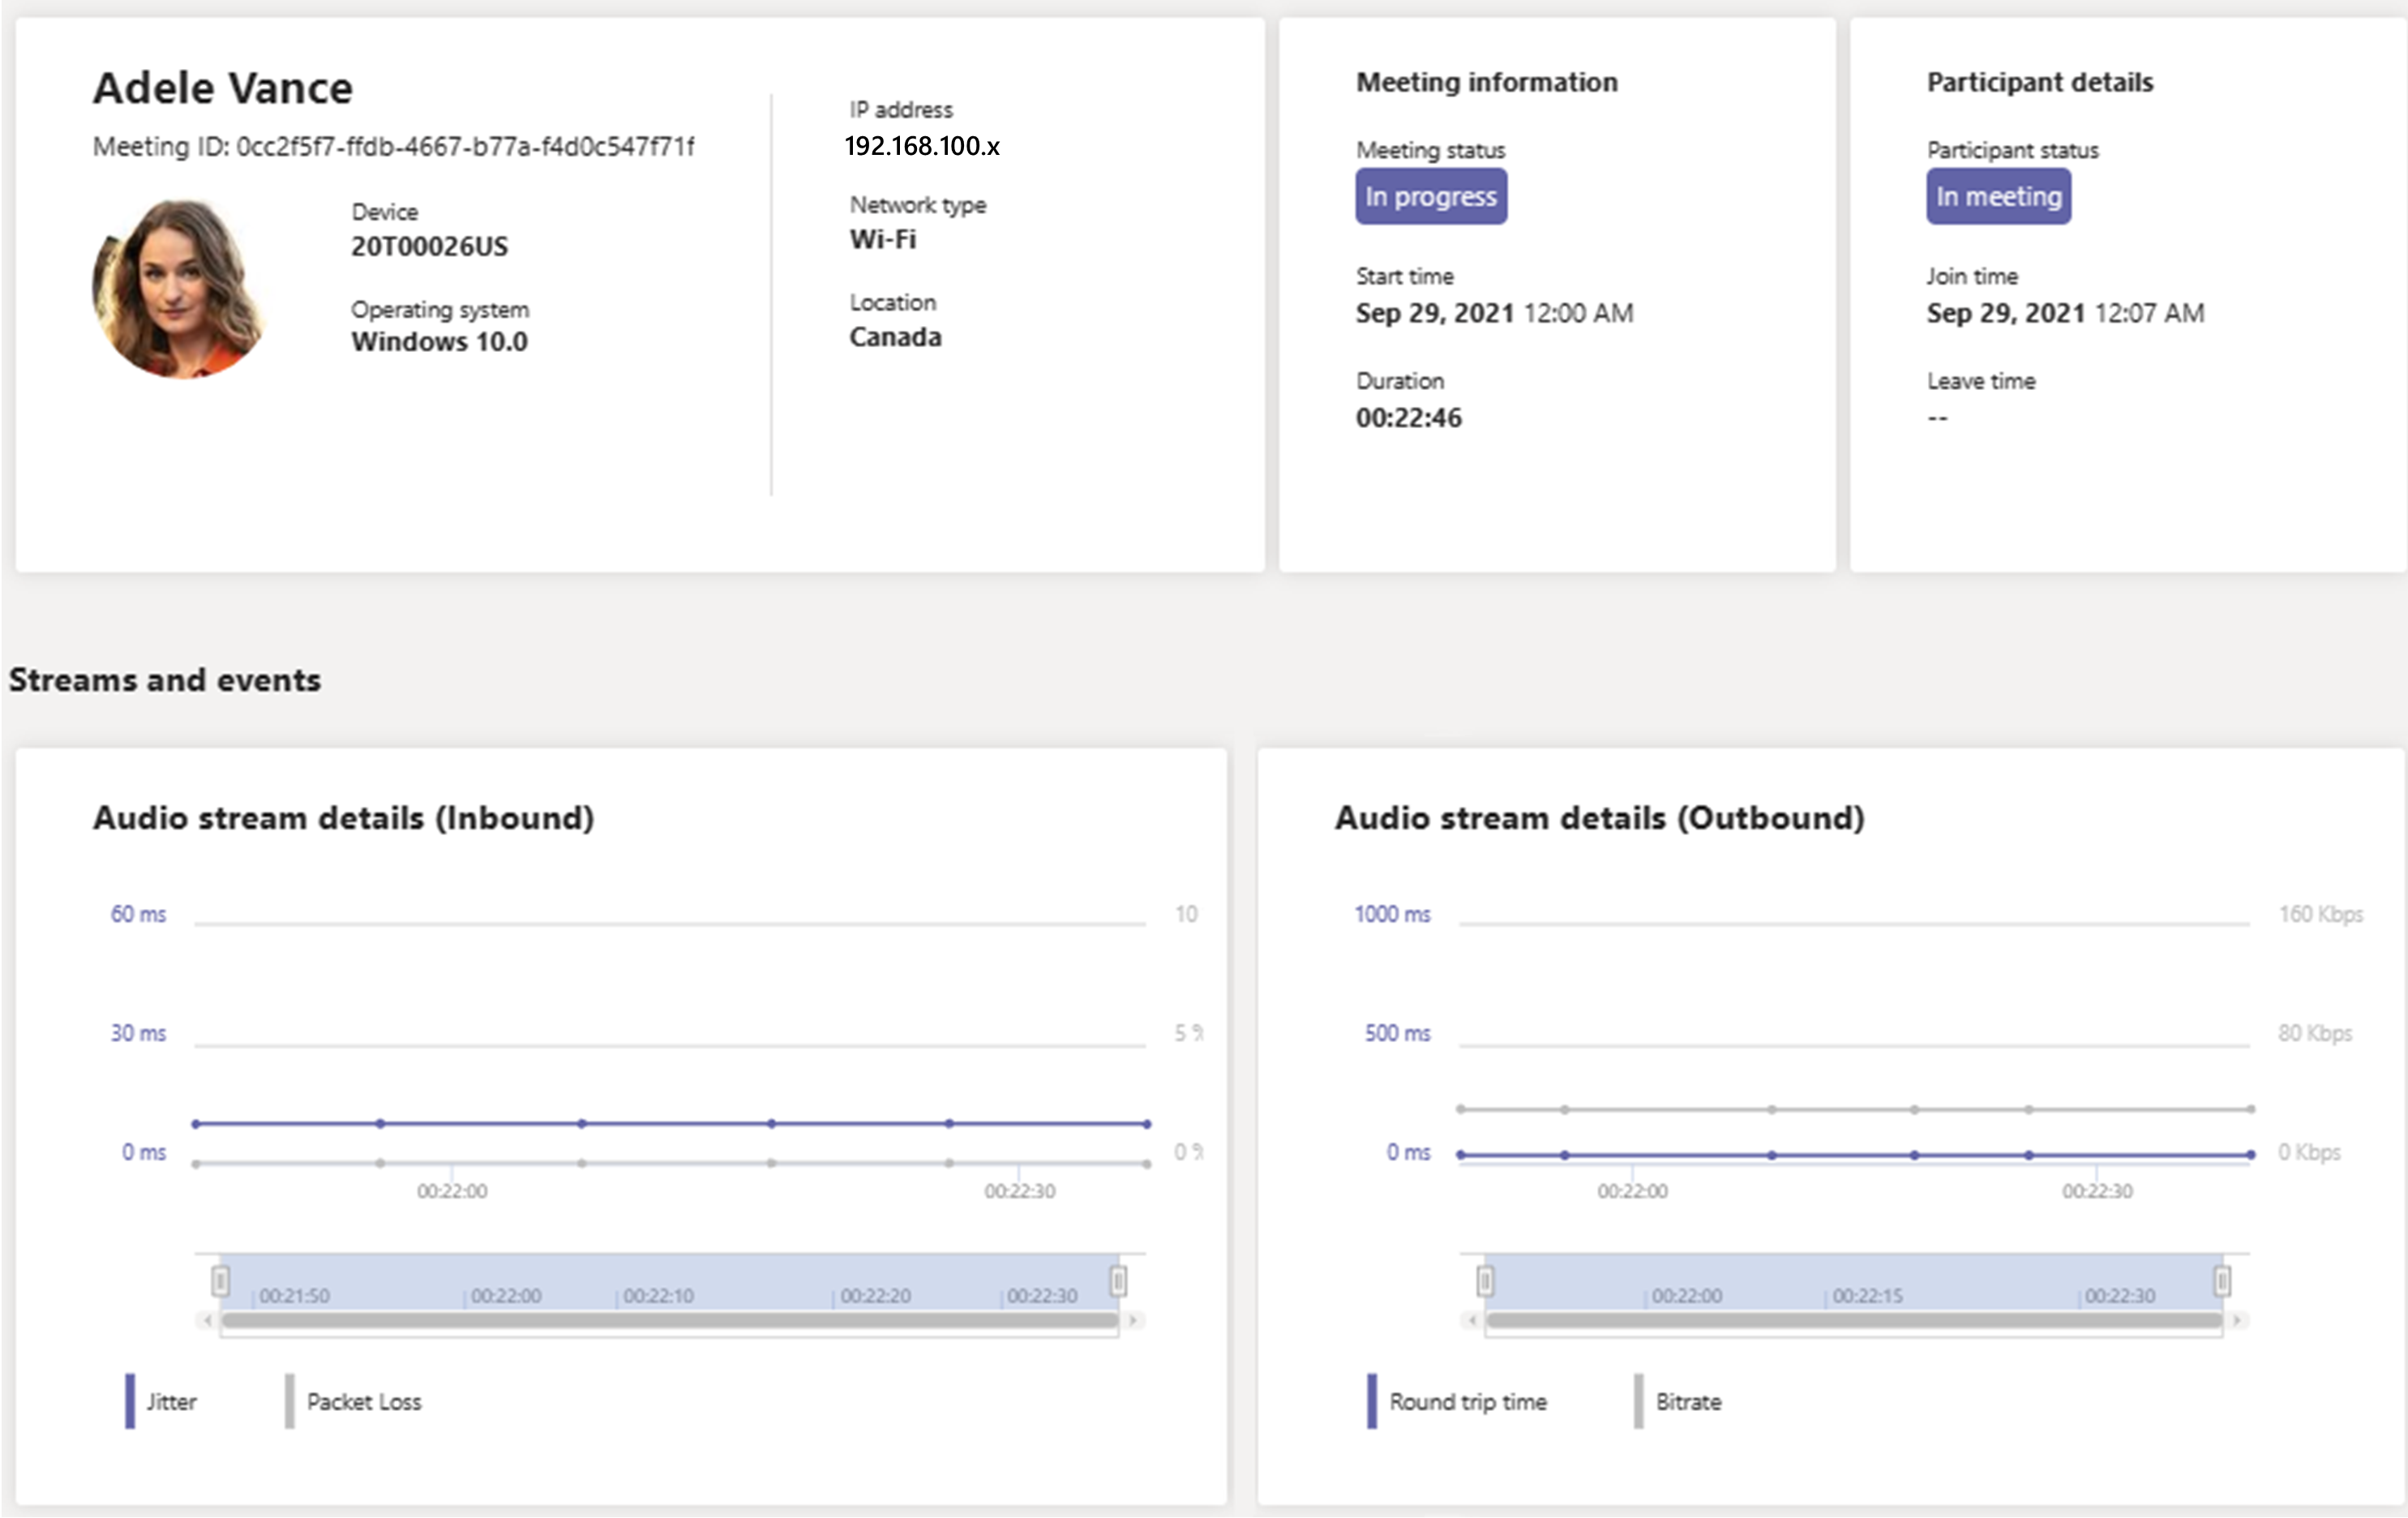 Adele Vance
Meeting ID: 0cc2f5f7-ffdb-4667-b77a-f4d0c547f71f
Device
20T00026US
Operating system
Windows 10.0
IP address
192.168.100.x
Network type
Wi-Fi
Location
Canada
Meeting information
Meeting status
In progress
Start time
Sep 29, 2021 12:00 AM
Duration
00:22:46
Participant details
Participant status
In meeting
Join time
Sep 29, 2021 12:07 AM
Leave time
--
Streams and events
Audio stream details (Inbound)
60 ms 10
30 ms 5 %
0 ms 0 %
00:22:00 00:22:30
00:21:50 00:22:00 00:22:10 00:22:20 00:22:30
Jitter Packet Loss
Audio stream details (Outbound)
1000 ms 160 Kbps
500 ms 80 Kbps
0 ms 0 Kbps
00:22:00 00:22:30
00:22:00 00:22:15 00:22:30
Round trip time Bitrate